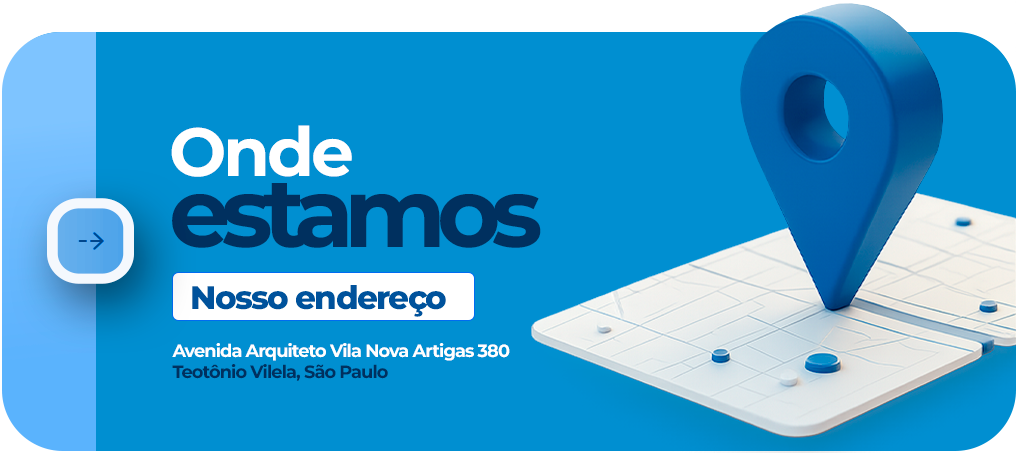 Onde
estamos
Nosso endereço
Avenida Arquiteto Vila Nova Artigas 380
Teotônio Vilela, São Paulo